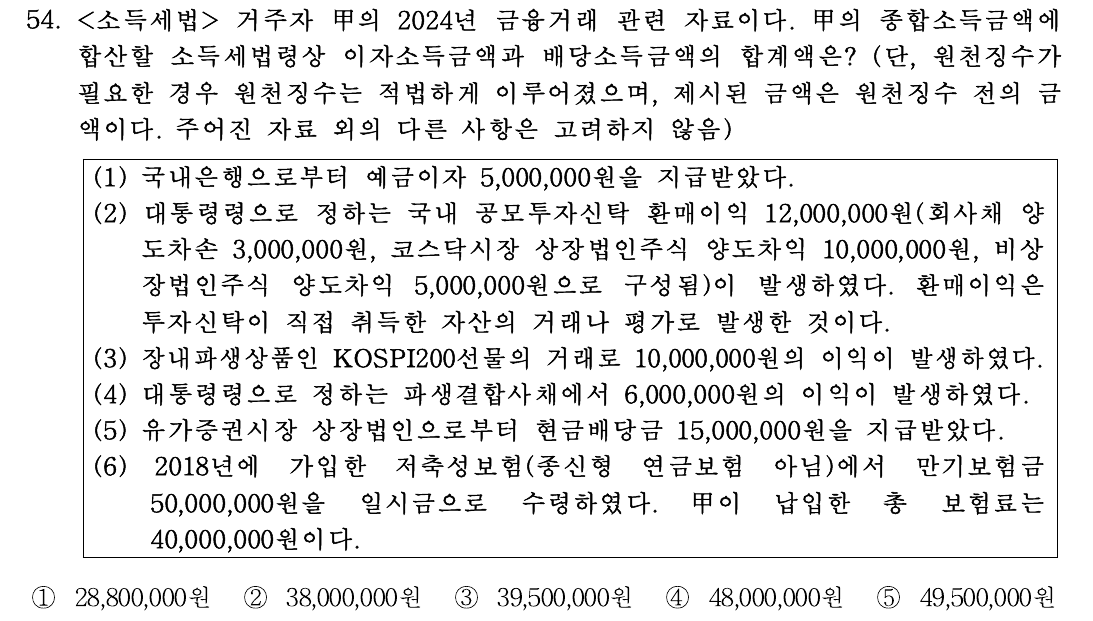 54. <소득세법> 거주자 甲의 2024년 금융거래 관련 자료이다. 甲의 종합소득금액에
합산할 소득세법령상 이자소득금액과 배당소득금액의 합계액은? (단, 원천징수가
필요한 경우 원천징수는 적법하게 이루어졌으며, 제시된 금액은 원천징수 전의 금
액이다. 주어진 자료 외의 다른 사항은 고려하지 않음)
(1) 국내은행으로부터 예금이자 5,000,000원을 지급받았다.
(2) 대통령령으로 정하는 국내 공모투자신탁 환매이익 12,000,000원(회사채 양
도차손 3,000,000원, 코스닥시장 상장법인주식 양도차익 10,000,000원, 비상
장법인주식 양도차익 5,000,000원으로 구성됨)이 발생하였다. 환매이익은
투자신탁이 직접 취득한 자산의 거래나 평가로 발생한 것이다.
(3) 장내파생상품인 KOSPI200선물의 거래로 10,000,000원의 이익이 발생하였다.
(4) 대통령령으로 정하는 파생결합사채에서 6,000,000원의 이익이 발생하였다.
(5) 유가증권시장 상장법인으로부터 현금배당금 15,000,000원을 지급받았다.
(6) 2018년에 가입한 저축성보험(종신형 연금보험 아님)에서 만기보험금
50,000,000원을 일시금으로 수령하였다. 甲이 납입한 총 보험료는
40,000,000원이다.
① 28,800,000원 ② 38,000,000원 ③ 39,500,000원 ④ 48,000,000원 ⑤ 49,500,000원